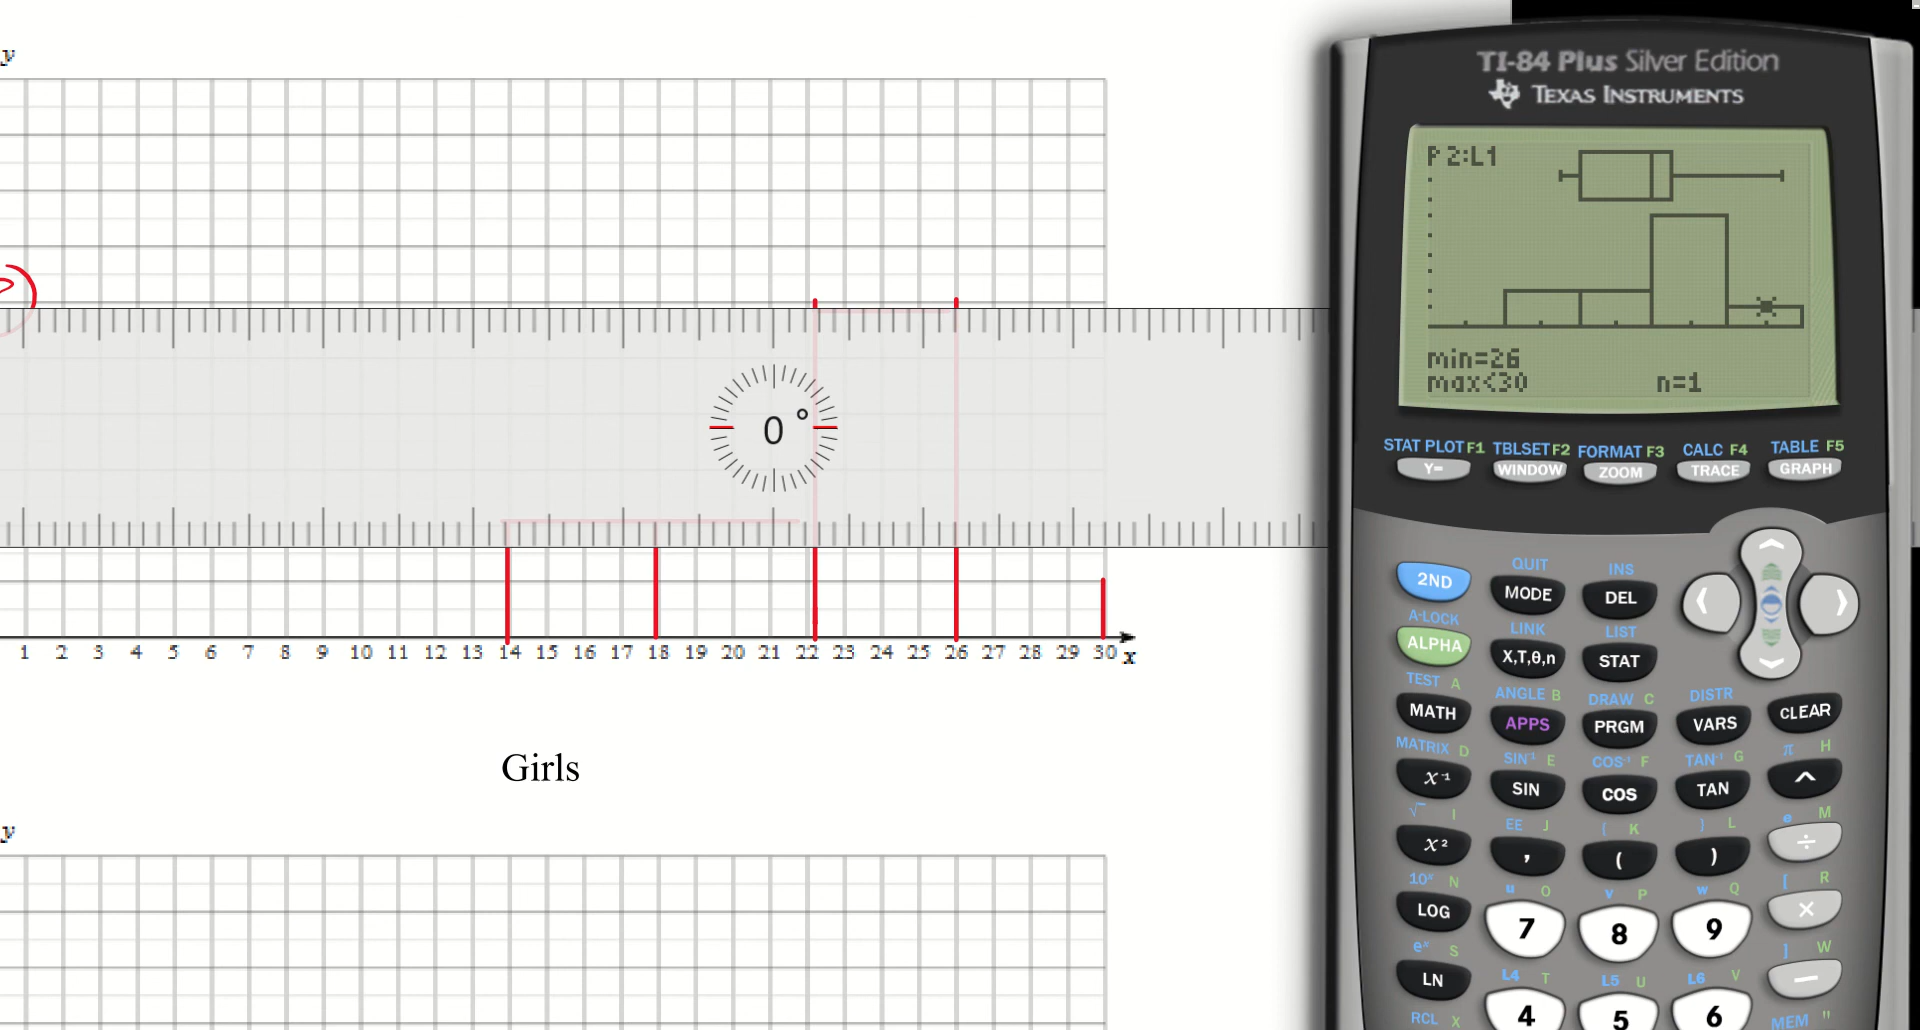 y
1 2 3 4 5 6 7 8 9 10 11 12 13 14 15 16 17 18 19 20 21 22 23 24 25 26 27 28 29 30 x
0°
Girls
y
TI-84 Plus Silver Edition
TEXAS INSTRUMENTS
P2:L1
min=26
max<30 n=1
STAT PLOT F1 TBLSET F2 FORMAT F3 CALC F4 TABLE F5
Y= WINDOW ZOOM TRACE GRAPH
QUIT INS
2ND MODE DEL
A-LOCK LINK LIST
ALPHA X,T,θ,n STAT
TEST A ANGLE B DRAW C DISTR
MATH APPS PRGM VARS CLEAR
MATRIX D SIN⁻¹ E COS⁻¹ F TAN⁻¹ G π H
x⁻¹ SIN COS TAN ^
√‾ I EE J { K } L e M
x² , ( ) ÷
10ˣ N u O v P w Q [ R
LOG 7 8 9 ×
eˣ S L4 T L5 U L6 V ] W
LN 4 5 6 −
RCL X MEM "